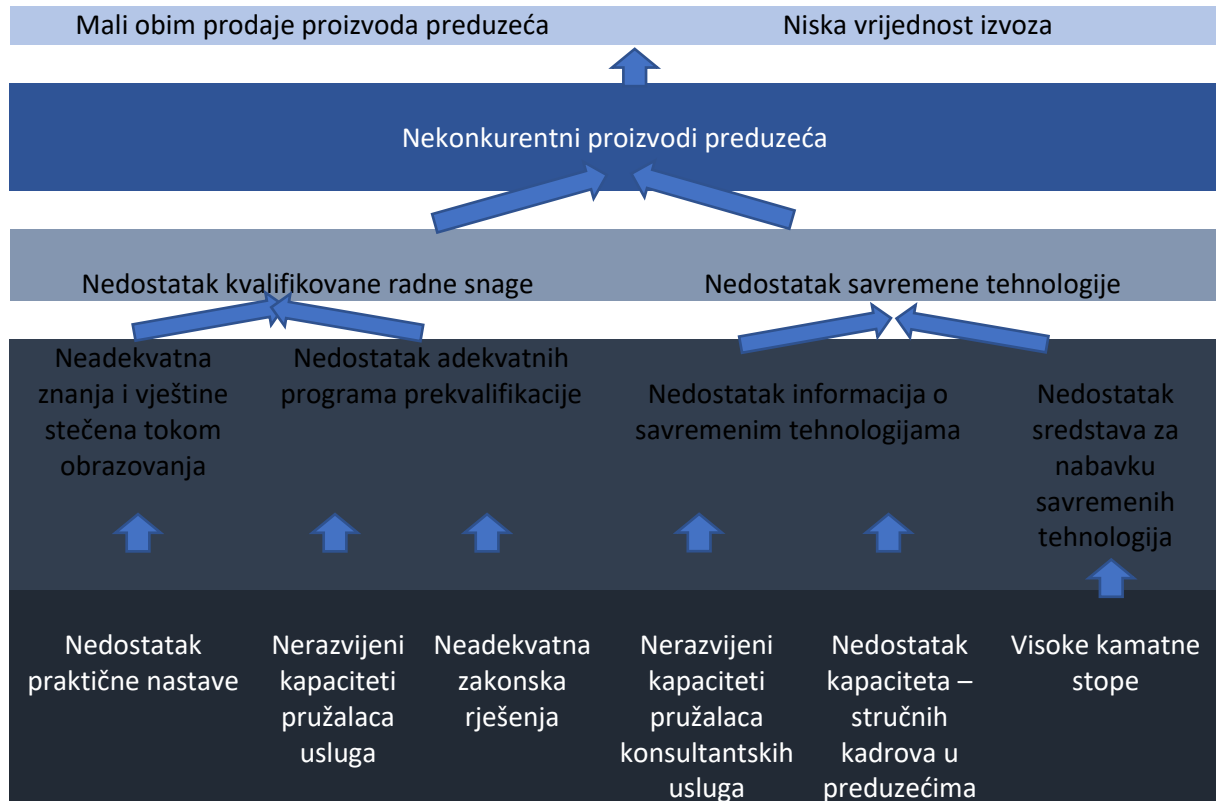 Mali obim prodaje proizvoda preduzeća
Niska vrijednost izvoza
Nekonkurentni proizvodi preduzeća
Nedostatak kvalifikovane radne snage
Nedostatak savremene tehnologije
Neadekvatna
znanja i vještine
stečena tokom
obrazovanja
Nedostatak adekvatnih
programa prekvalifikacije
Nedostatak informacija o
savremenim tehnologijama
Nedostatak
sredstava za
nabavku
savremenih
tehnologija
Nedostatak
praktične nastave
Nerazvijeni
kapaciteti
pružalaca
usluga
Neadekvatna
zakonska
rješenja
Nerazvijeni
kapaciteti
pružalaca
konsultantskih
usluga
Nedostatak
kapaciteta –
stručnih
kadrova u
preduzećima
Visoke kamatne
stope